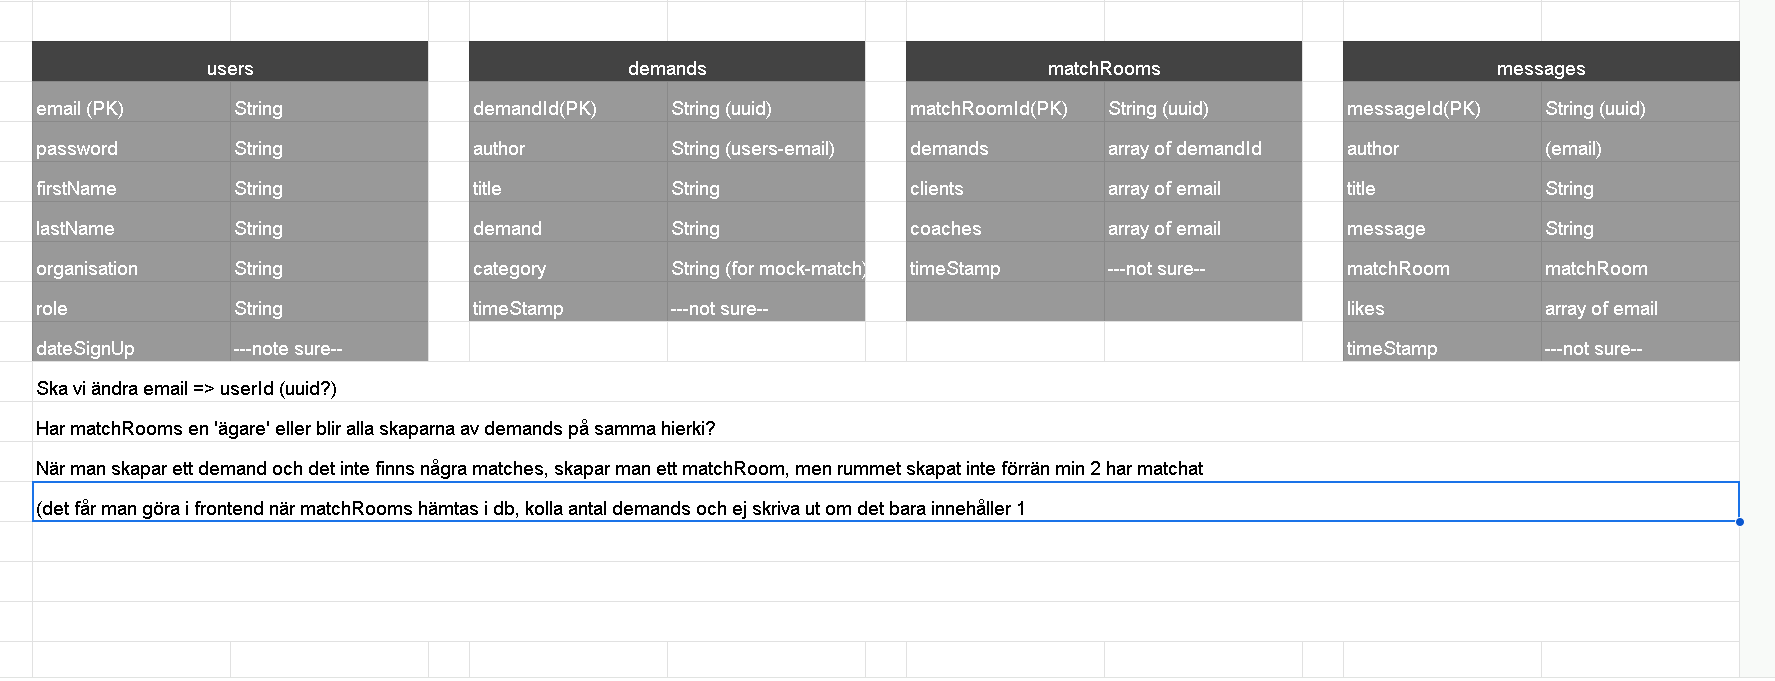 users demands matchRooms messages
email (PK) String demandId(PK) String (uuid) matchRoomId(PK) String (uuid) messageId(PK) String (uuid)
password String author String (users-email) demands array of demandId author (email)
firstName String title String clients array of email title String
lastName String demand String coaches array of email message String
organisation String category String (for mock-match) timeStamp ---not sure-- matchRoom matchRoom
role String timeStamp ---not sure-- likes array of email
dateSignUp ---note sure-- timeStamp ---not sure--
Ska vi ändra email => userId (uuid?)
Har matchRooms en 'ägare' eller blir alla skaparna av demands på samma hierki?
När man skapar ett demand och det inte finns några matches, skapar man ett matchRoom, men rummet skapat inte förrän min 2 har matchat
(det får man göra i frontend när matchRooms hämtas i db, kolla antal demands och ej skriva ut om det bara innehåller 1